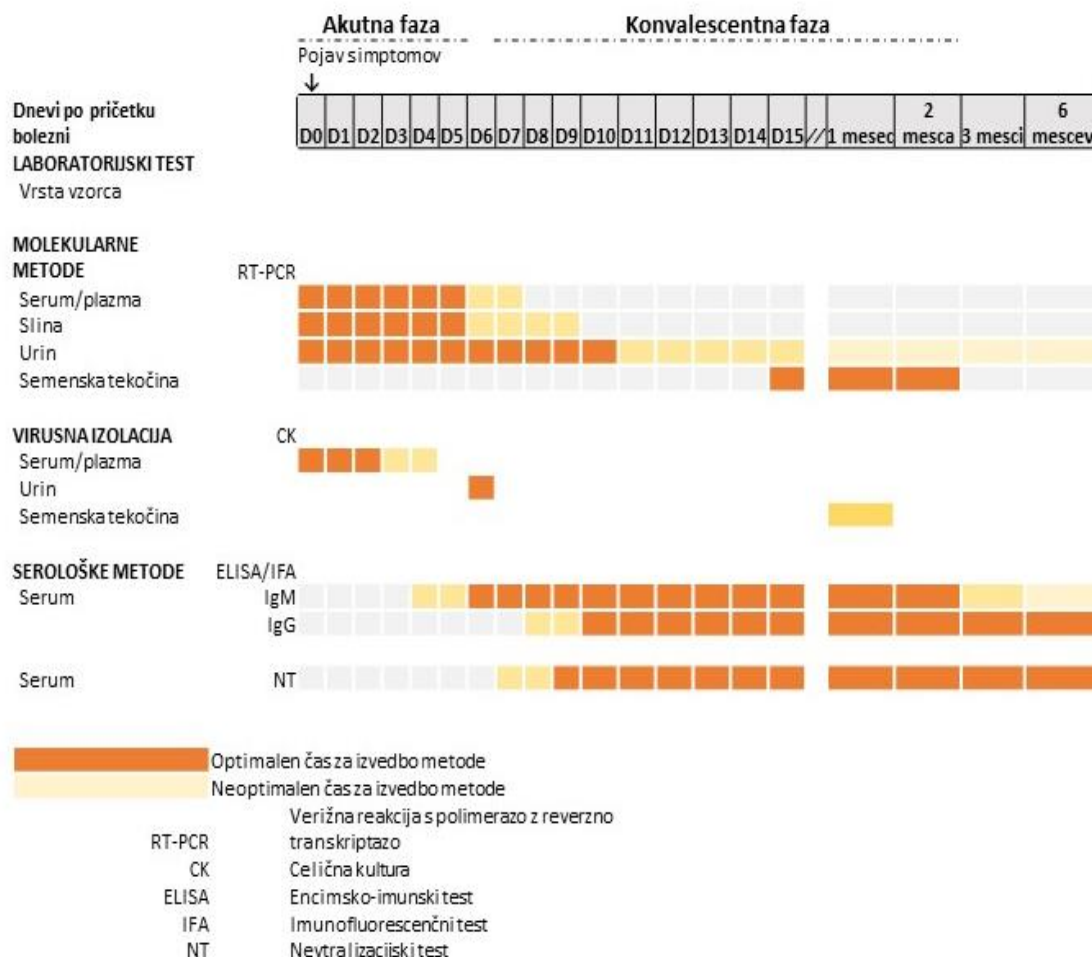 Akutna faza Konvalescentna faza
Pojav simptomov
Dnevi po pričetku 2 6
bolezni D0 D1 D2 D3 D4 D5 D6 D7 D8 D9 D10 D11 D12 D13 D14 D15 // 1 mesec mesca 3 mesci mescev
LABORATORIJSKI TEST
Vrsta vzorca
MOLEKULARNE
METODE RT-PCR
Serum/plazma
Slina
Urin
Semenska tekočina
VIRUSNA IZOLACIJA CK
Serum/plazma
Urin
Semenska tekočina
SEROLOŠKE METODE ELISA/IFA
Serum IgM
IgG
Serum NT
Optimalen čas za izvedbo metode
Neoptimalen čas za izvedbo metode
Verižna reakcija s polimerazo z reverzno
RT-PCR transkriptazo
CK Celična kultura
ELISA Encimsko-imunski test
IFA Imunofluorescenčni test
NT Nevtralizacijski test